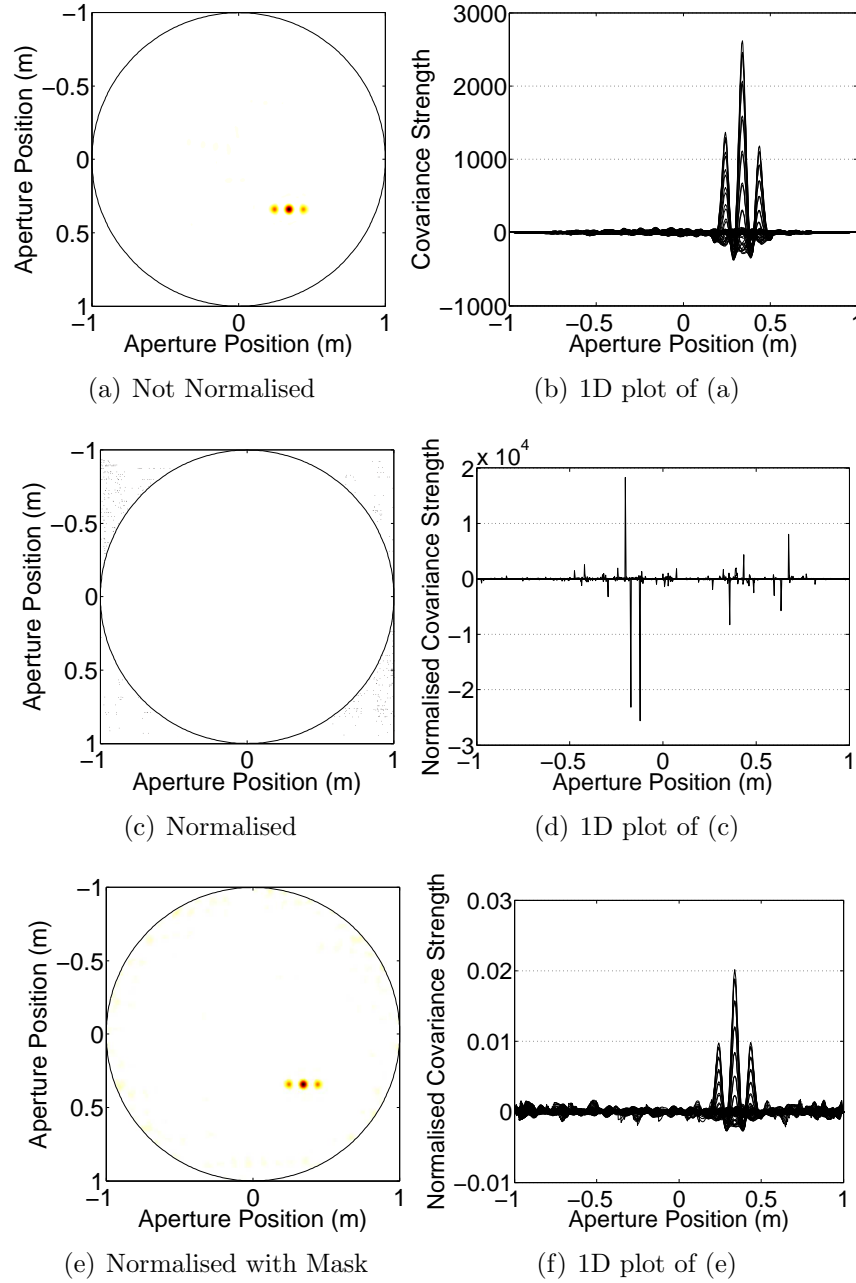 −1
−0.5
0
0.5
1
−1 0 1
Aperture Position (m)
Aperture Position (m)
(a) Not Normalised
3000
2000
1000
0
−1000
−1 −0.5 0 0.5 1
Covariance Strength
Aperture Position (m)
(b) 1D plot of (a)
−1
−0.5
0
0.5
1
−1 0 1
Aperture Position (m)
Aperture Position (m)
(c) Normalised
x 10^4
2
1
0
−1
−2
−3
−1 −0.5 0 0.5 1
Normalised Covariance Strength
Aperture Position (m)
(d) 1D plot of (c)
−1
−0.5
0
0.5
1
−1 0 1
Aperture Position (m)
Aperture Position (m)
(e) Normalised with Mask
0.03
0.02
0.01
0
−0.01
−1 −0.5 0 0.5 1
Normalised Covariance Strength
Aperture Position (m)
(f) 1D plot of (e)